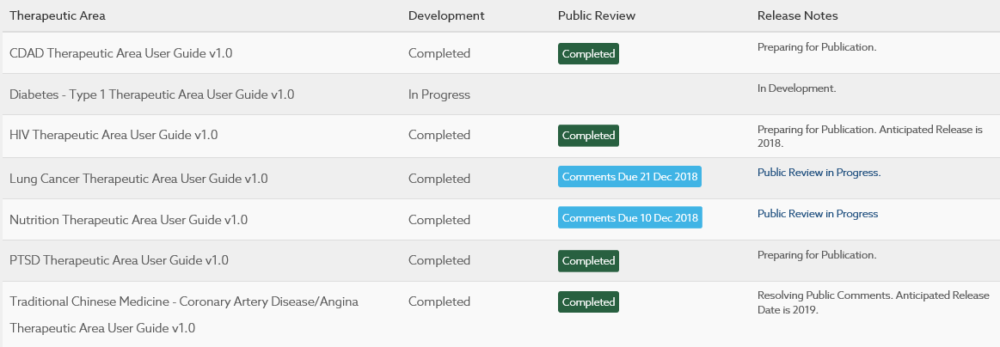 Therapeutic Area Development Public Review Release Notes
CDAD Therapeutic Area User Guide v1.0 Completed Completed Preparing for Publication.
Diabetes - Type 1 Therapeutic Area User Guide v1.0 In Progress In Development.
HIV Therapeutic Area User Guide v1.0 Completed Completed Preparing for Publication. Anticipated Release is
2018.
Lung Cancer Therapeutic Area User Guide v1.0 Completed Comments Due 21 Dec 2018 Public Review in Progress.
Nutrition Therapeutic Area User Guide v1.0 Completed Comments Due 10 Dec 2018 Public Review in Progress
PTSD Therapeutic Area User Guide v1.0 Completed Completed Preparing for Publication.
Traditional Chinese Medicine - Coronary Artery Disease/Angina Completed Completed Resolving Public Comments. Anticipated Release
Date is 2019.
Therapeutic Area User Guide v1.0